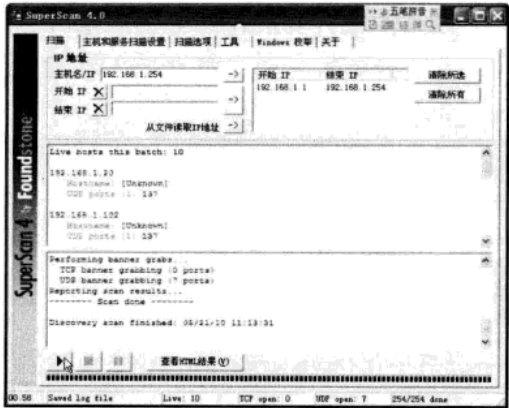 SuperScan 4.0
五笔拼音
扫描 主机和服务扫描设置 扫描选项 工具 Windows 枚举 关于
IP 地址
主机名/IP 192.168.1.254 ->
开始 IP X ->
结束 IP X
从文件读取IP地址 ->
开始 IP 结束 IP
192.168.1.1 192.168.1.254
清除所选
清除所有
Live hosts this batch: 10
192.168.1.20
Hostname: [Unknown]
UDP ports (1) 137
192.168.1.102
Hostname: [Unknown]
UDP ports (1) 137
Performing banner grabs...
TCP banner grabbing (0 ports)
UDP banner grabbing (7 ports)
Reporting scan results...
-------- Scan done --------
Discovery scan finished: 05/21/10 11:13:31
SuperScan 4 by Foundstone
查看HTML结果(V)
00:58 Saved log file Live: 10 TCP open: 0 UDP open: 7 254/254 done